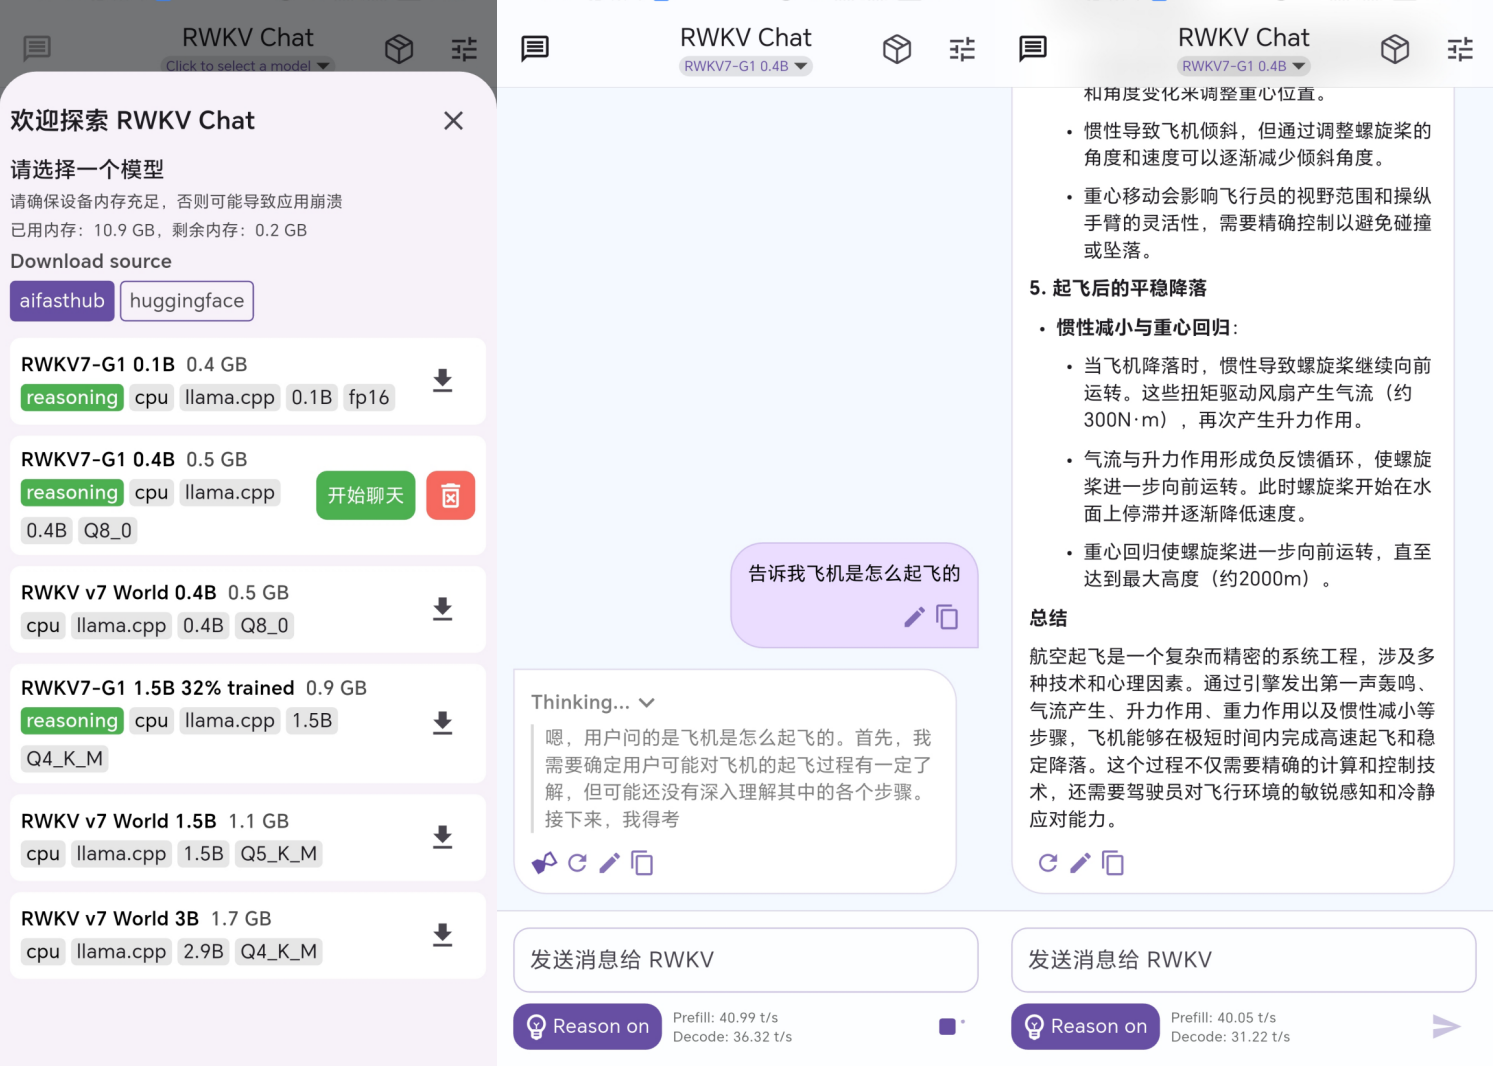 RWKV Chat
Click to select a model
欢迎探索 RWKV Chat
请选择一个模型
请确保设备内存充足，否则可能导致应用崩溃
已用内存：10.9 GB，剩余内存：0.2 GB
Download source
aifasthub
huggingface
RWKV7-G1 0.1B 0.4 GB
reasoning cpu llama.cpp 0.1B fp16
RWKV7-G1 0.4B 0.5 GB
reasoning cpu llama.cpp
0.4B Q8_0
开始聊天
RWKV v7 World 0.4B 0.5 GB
cpu llama.cpp 0.4B Q8_0
RWKV7-G1 1.5B 32% trained 0.9 GB
reasoning cpu llama.cpp 1.5B
Q4_K_M
RWKV v7 World 1.5B 1.1 GB
cpu llama.cpp 1.5B Q5_K_M
RWKV v7 World 3B 1.7 GB
cpu llama.cpp 2.9B Q4_K_M
RWKV Chat
RWKV7-G1 0.4B
告诉我飞机是怎么起飞的
Thinking...
嗯，用户问的是飞机是怎么起飞的。首先，我
需要确定用户可能对飞机的起飞过程有一定了
解，但可能还没有深入理解其中的各个步骤。
接下来，我得考
发送消息给 RWKV
Reason on
Prefill: 40.99 t/s
Decode: 36.32 t/s
RWKV Chat
RWKV7-G1 0.4B
和角度变化来调整重心位置。
• 惯性导致飞机倾斜，但通过调整螺旋桨的
角度和速度可以逐渐减少倾斜角度。
• 重心移动会影响飞行员的视野范围和操纵
手臂的灵活性，需要精确控制以避免碰撞
或坠落。
5. 起飞后的平稳降落
• 惯性减小与重心回归：
• 当飞机降落时，惯性导致螺旋桨继续向前
运转。这些扭矩驱动风扇产生气流（约
300N·m），再次产生升力作用。
• 气流与升力作用形成负反馈循环，使螺旋
桨进一步向前运转。此时螺旋桨开始在水
面上停滞并逐渐降低速度。
• 重心回归使螺旋桨进一步向前运转，直至
达到最大高度（约2000m）。
总结
航空起飞是一个复杂而精密的系统工程，涉及多
种技术和心理因素。通过引擎发出第一声轰鸣、
气流产生、升力作用、重力作用以及惯性减小等
步骤，飞机能够在极短时间内完成高速起飞和稳
定降落。这个过程不仅需要精确的计算和控制技
术，还需要驾驶员对飞行环境的敏锐感知和冷静
应对能力。
发送消息给 RWKV
Reason on
Prefill: 40.05 t/s
Decode: 31.22 t/s